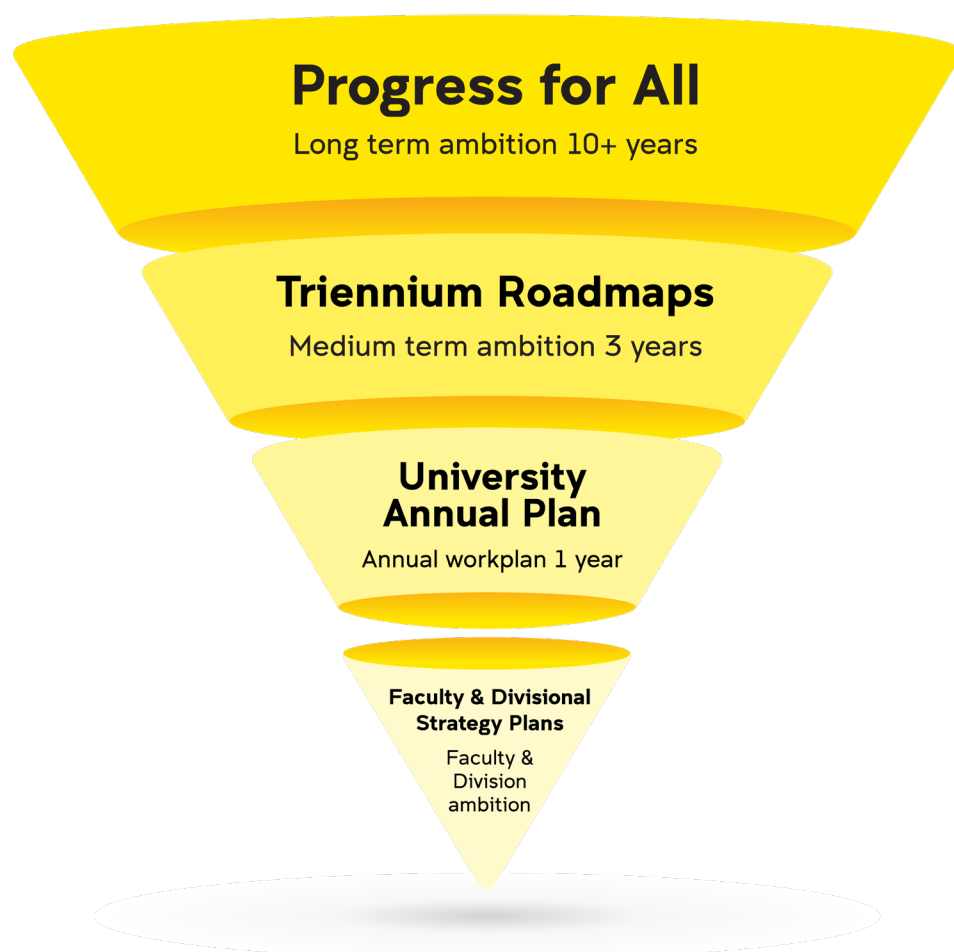 Progress for All
Long term ambition 10+ years
Triennium Roadmaps
Medium term ambition 3 years
University
Annual Plan
Annual workplan 1 year
Faculty & Divisional
Strategy Plans
Faculty &
Division
ambition